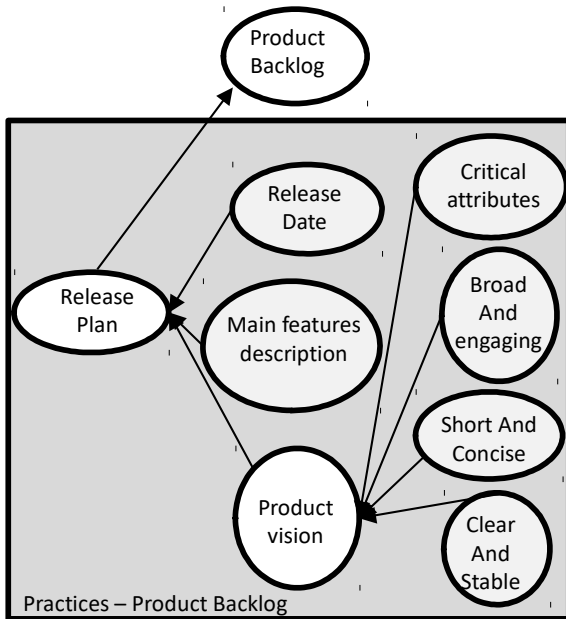 Product
Backlog
Release
Date
Critical
attributes
Release
Plan
Main features
description
Broad
And
engaging
Short And
Concise
Product
vision
Clear
And
Stable
Practices – Product Backlog